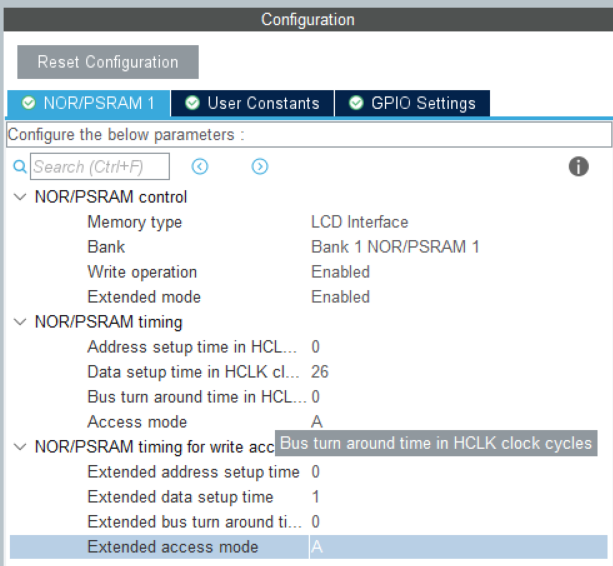 Configuration
Reset Configuration
NOR/PSRAM 1 User Constants GPIO Settings
Configure the below parameters :
Search (Ctrl+F)
NOR/PSRAM control
Memory type LCD Interface
Bank Bank 1 NOR/PSRAM 1
Write operation Enabled
Extended mode Enabled
NOR/PSRAM timing
Address setup time in HCL... 0
Data setup time in HCLK cl... 26
Bus turn around time in HCL... 0
Access mode A
NOR/PSRAM timing for write acc Bus turn around time in HCLK clock cycles
Extended address setup time 0
Extended data setup time 1
Extended bus turn around ti... 0
Extended access mode A